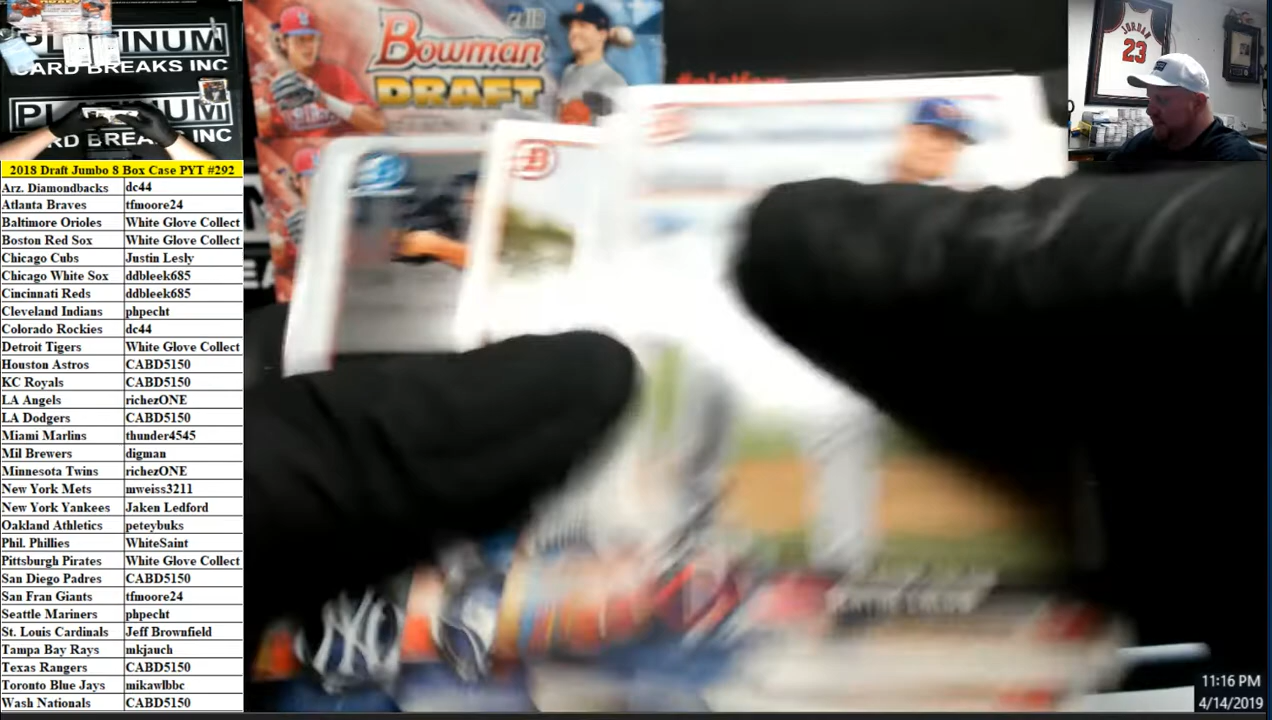 PLATINUM
CARD BREAKS INC
PLATINUM
CARD BREAKS INC
2018
Bowman
DRAFT
JORDAN
23
B
2018 Draft Jumbo 8 Box Case PYT #292
Arz. Diamondbacks dc44
Atlanta Braves tfmoore24
Baltimore Orioles White Glove Collect
Boston Red Sox White Glove Collect
Chicago Cubs Justin Lesly
Chicago White Sox ddbleek685
Cincinnati Reds ddbleek685
Cleveland Indians phpecht
Colorado Rockies dc44
Detroit Tigers White Glove Collect
Houston Astros CABD5150
KC Royals CABD5150
LA Angels richezONE
LA Dodgers CABD5150
Miami Marlins thunder4545
Mil Brewers digman
Minnesota Twins richezONE
New York Mets mweiss3211
New York Yankees Jaken Ledford
Oakland Athletics peteybuks
Phil. Phillies WhiteSaint
Pittsburgh Pirates White Glove Collect
San Diego Padres CABD5150
San Fran Giants tfmoore24
Seattle Mariners phpecht
St. Louis Cardinals Jeff Brownfield
Tampa Bay Rays mkjauch
Texas Rangers CABD5150
Toronto Blue Jays mikawlbbc
Wash Nationals CABD5150
11:16 PM
4/14/2019